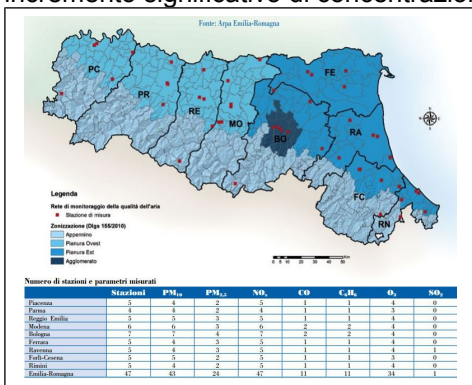 Incremento significativo di concentrazion
Fonte: Arpa Emilia-Romagna
PC
PR
RE
MO
BO
FE
RA
FC
RN
Legenda
Rete di monitoraggio della qualità dell'aria
Stazione di misura
Zonizzazione (Dlgs 155/2010)
Appennino
Pianura Ovest
Pianura Est
Agglomerato
Numero di stazioni e parametri misurati
Stazioni PM10 PM2,5 NOx CO C6H6 O3 SO2
Piacenza 5 4 2 5 1 1 4 0
Parma 4 4 2 4 1 1 3 0
Reggio Emilia 5 5 3 5 1 1 4 0
Modena 6 6 3 6 2 2 4 0
Bologna 7 7 4 7 2 2 4 0
Ferrara 5 4 3 5 1 1 4 0
Ravenna 5 4 3 5 1 1 4 1
Forlì-Cesena 5 5 2 5 1 1 3 0
Rimini 5 4 2 5 1 1 4 0
Emilia-Romagna 47 43 24 47 11 11 34 1